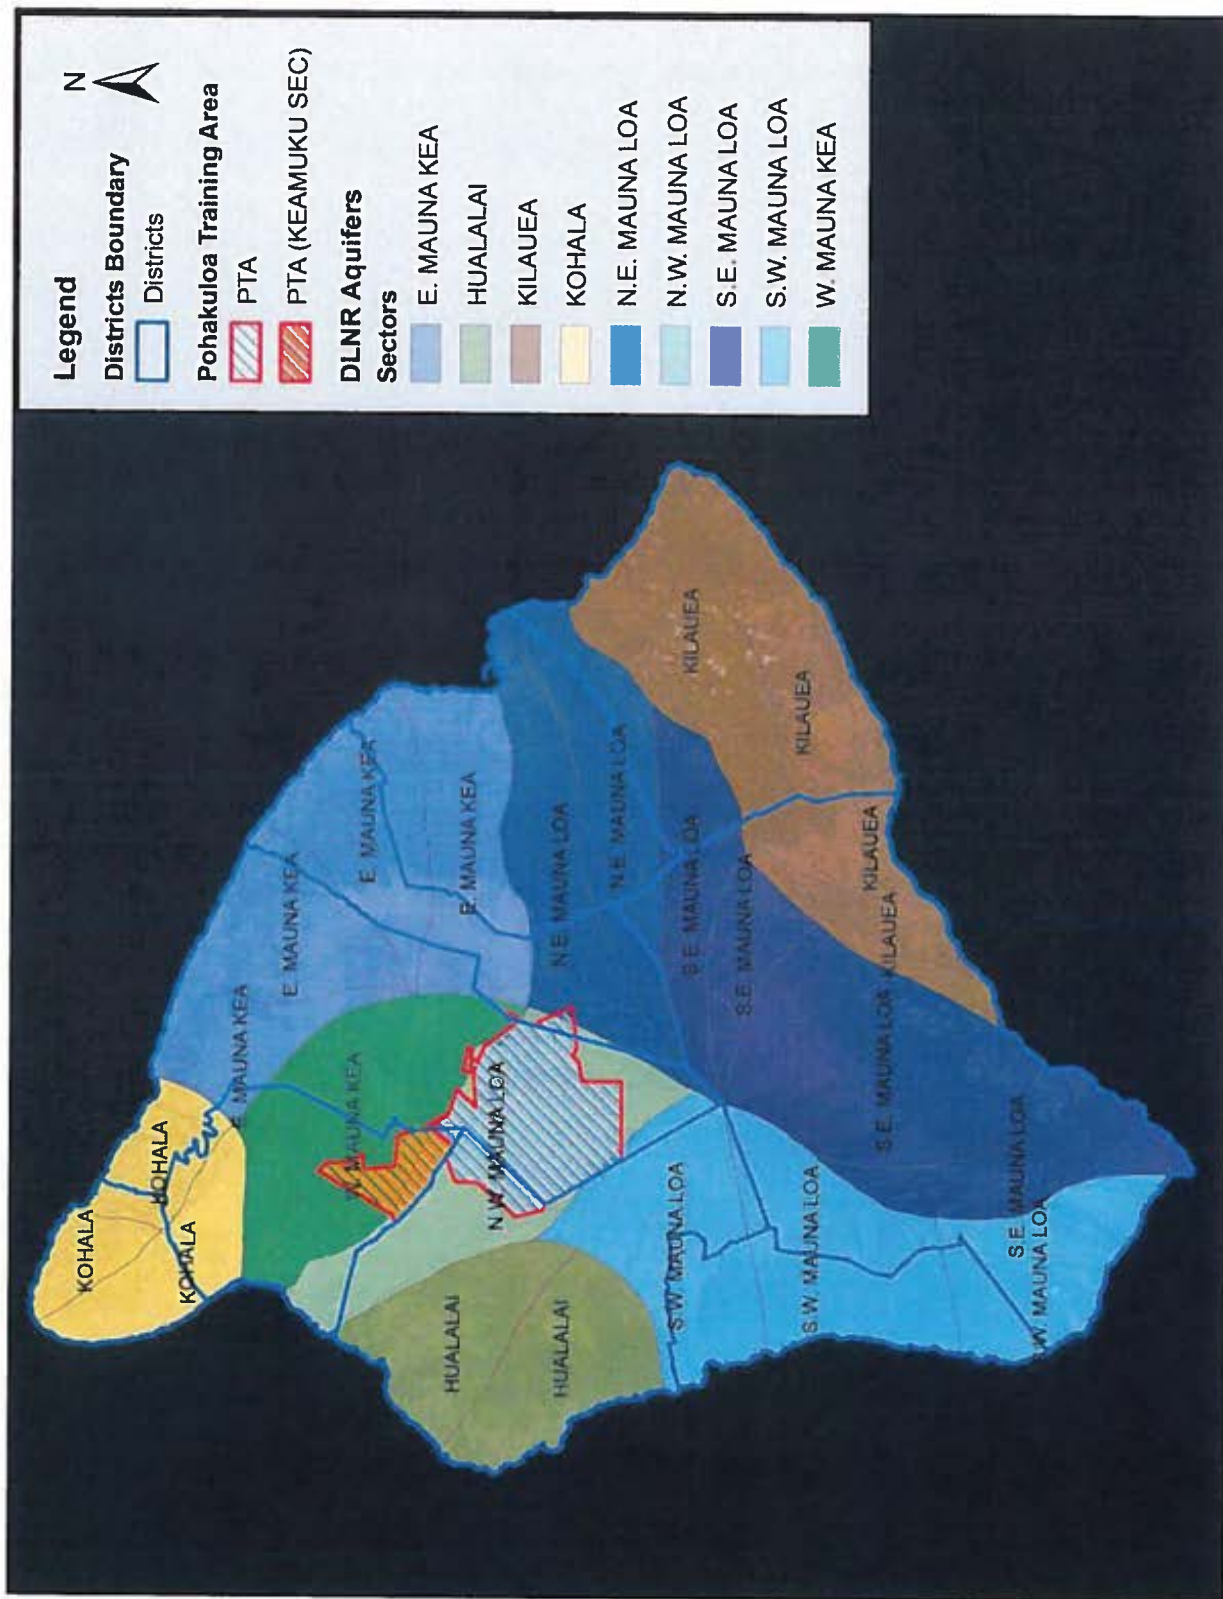 Legend
N
Districts Boundary
Districts
Pohakuloa Training Area
PTA
PTA (KEAMUKU SEC)
DLNR Aquifers
Sectors
E. MAUNA KEA
HUALALAI
KILAUEA
KOHALA
N.E. MAUNA LOA
N.W. MAUNA LOA
S.E. MAUNA LOA
S.W. MAUNA LOA
W. MAUNA KEA
KOHALA
KOHALA
KOHALA
E. MAUNA KEA
E. MAUNA KEA
E. MAUNA KEA
E. MAUNA KEA
W. MAUNA KEA
N.W. MAUNA LOA
HUALALAI
HUALALAI
N.E. MAUNA LOA
N.E. MAUNA LOA
S.E. MAUNA LOA
S.E. MAUNA LOA
KILAUEA
KILAUEA
KILAUEA
KILAUEA
S.E. MAUNA LOA
S.W. MAUNA LOA
S.W. MAUNA LOA
S.E. MAUNA LOA
S.W. MAUNA LOA